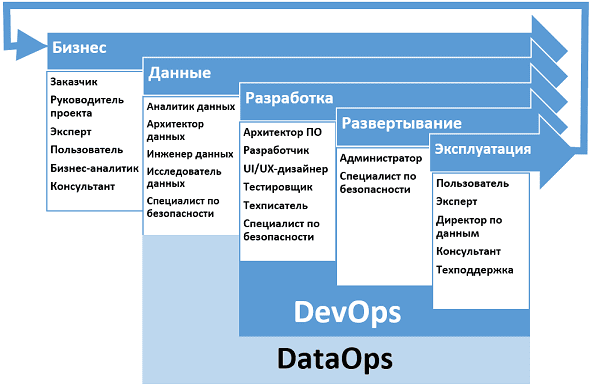 Бизнес
Заказчик
Руководитель
проекта
Эксперт
Пользователь
Бизнес-аналитик
Консультант
Данные
Аналитик данных
Архитектор
данных
Инженер данных
Исследователь
данных
Специалист по
безопасности
Разработка
Архитектор ПО
Разработчик
UI/UX-дизайнер
Тестировщик
Техписатель
Специалист по
безопасности
Развертывание
Администратор
Специалист по
безопасности
Эксплуатация
Пользователь
Эксперт
Директор по
данным
Консультант
Техподдержка
DevOps
DataOps